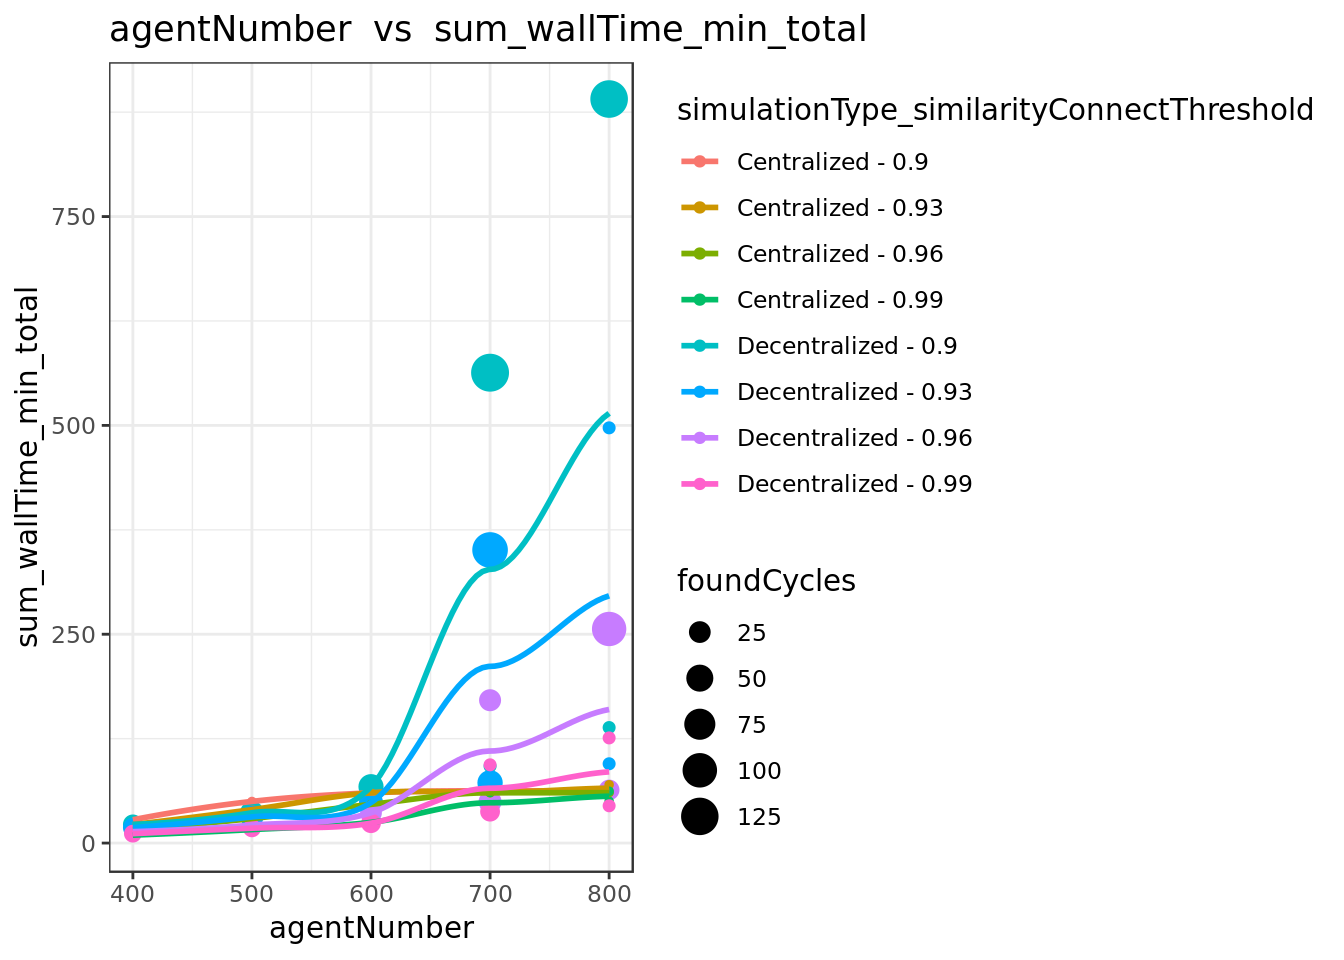 agentNumber vs sum_wallTime_min_total
sum_wallTime_min_total
750
500
250
0
400 500 600 700 800
agentNumber
simulationType_similarityConnectThreshold
Centralized - 0.9
Centralized - 0.93
Centralized - 0.96
Centralized - 0.99
Decentralized - 0.9
Decentralized - 0.93
Decentralized - 0.96
Decentralized - 0.99
foundCycles
25
50
75
100
125